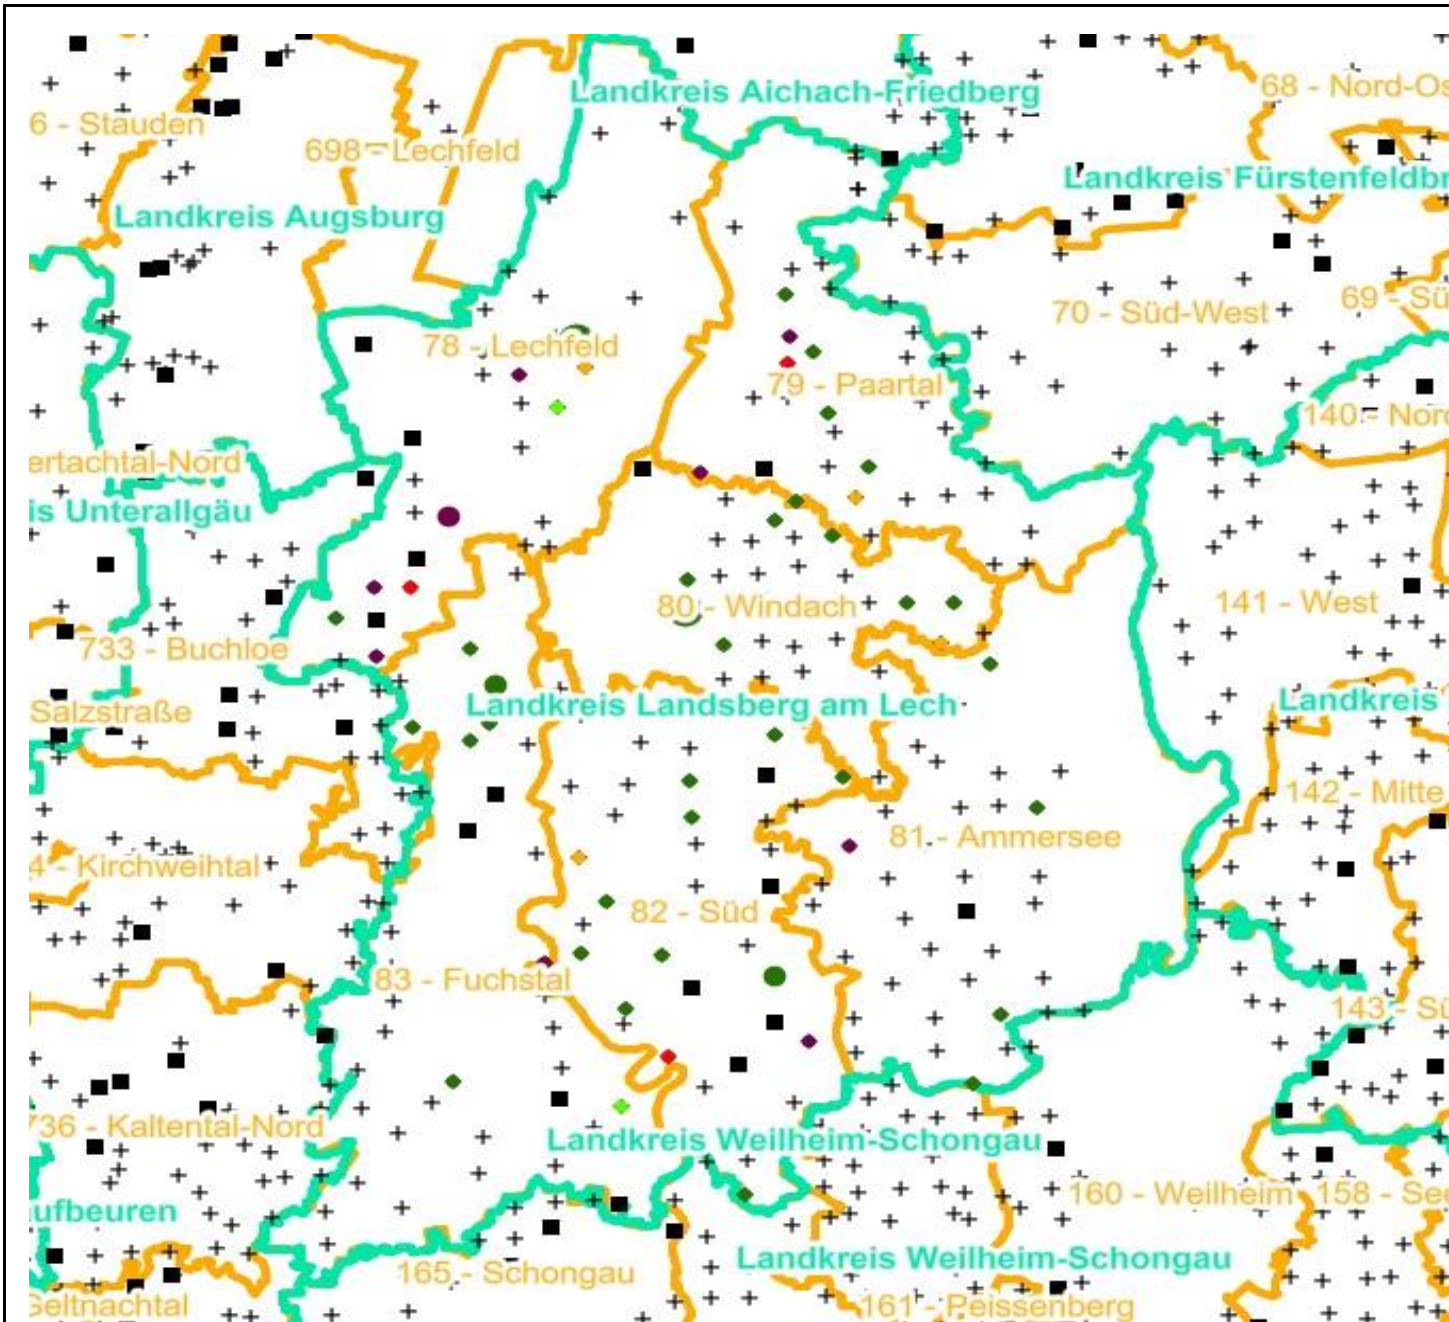 Landkreis Aichach-Friedberg
68 - Nord-Os
6 - Stauden
698 - Lechfeld
Landkreis Fürstenfeldbr
Landkreis Augsburg
69 - Sü
70 - Süd-West
78 - Lechfeld
79 - Paartal
140 - Nord
ertachtal-Nord
is Unterallgäu
80 - Windach
141 - West
733 - Buchloe
Landkreis
Landkreis Landsberg am Lech
Salzstraße
142 - Mitte
81 - Ammersee
4 - Kirchweihtal
82 - Süd
83 - Fuchstal
143 - Sü
736 - Kaltental-Nord
Landkreis Weilheim-Schongau
160 - Weilheim
158 - See
ufbeuren
Landkreis Weilheim-Schongau
165 - Schongau
Geltnachtal
161 - Peissenberg